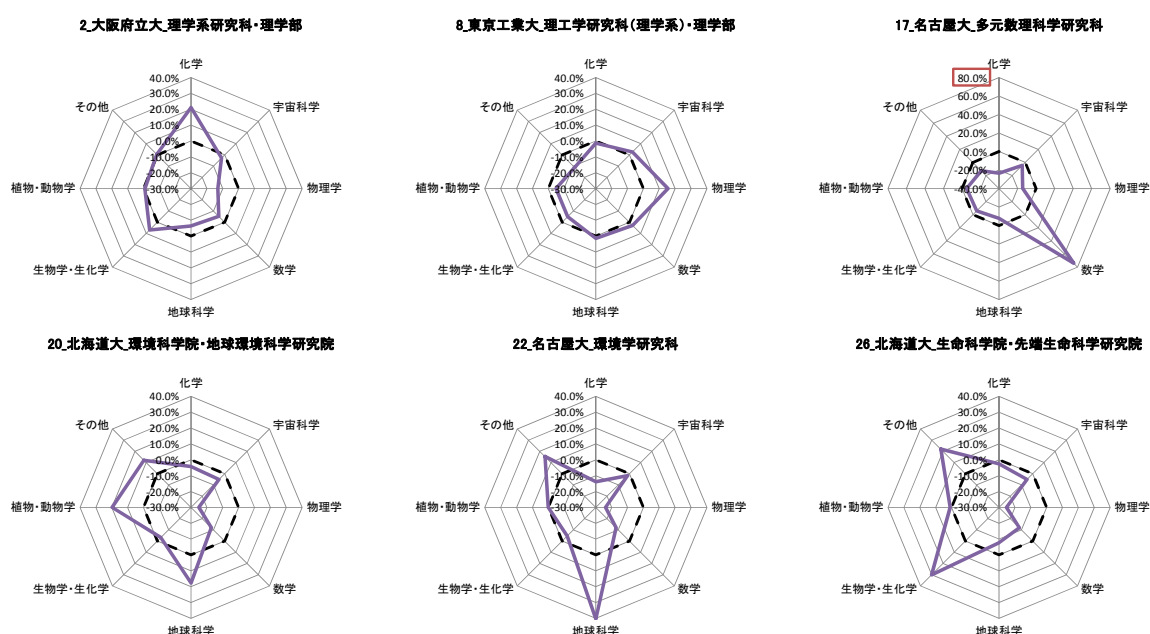 2_大阪府立大_理学系研究科・理学部
化学
40.0%
30.0%
20.0%
10.0%
0.0%
-10.0%
-20.0%
-30.0%
宇宙科学
物理学
数学
地球科学
生物学・生化学
植物・動物学
その他
8_東京工業大_理工学研究科(理学系)・理学部
化学
40.0%
30.0%
20.0%
10.0%
0.0%
-10.0%
-20.0%
-30.0%
宇宙科学
物理学
数学
地球科学
生物学・生化学
植物・動物学
その他
17_名古屋大_多元数理科学研究科
化学
80.0%
60.0%
40.0%
20.0%
0.0%
-20.0%
-40.0%
宇宙科学
物理学
数学
地球科学
生物学・生化学
植物・動物学
その他
20_北海道大_環境科学院・地球環境科学研究院
化学
40.0%
30.0%
20.0%
10.0%
0.0%
-10.0%
-20.0%
-30.0%
宇宙科学
物理学
数学
地球科学
生物学・生化学
植物・動物学
その他
22_名古屋大_環境学研究科
化学
40.0%
30.0%
20.0%
10.0%
0.0%
-10.0%
-20.0%
-30.0%
宇宙科学
物理学
数学
地球科学
生物学・生化学
植物・動物学
その他
26_北海道大_生命科学院・先端生命科学研究院
化学
40.0%
30.0%
20.0%
10.0%
0.0%
-10.0%
-20.0%
-30.0%
宇宙科学
物理学
数学
地球科学
生物学・生化学
植物・動物学
その他